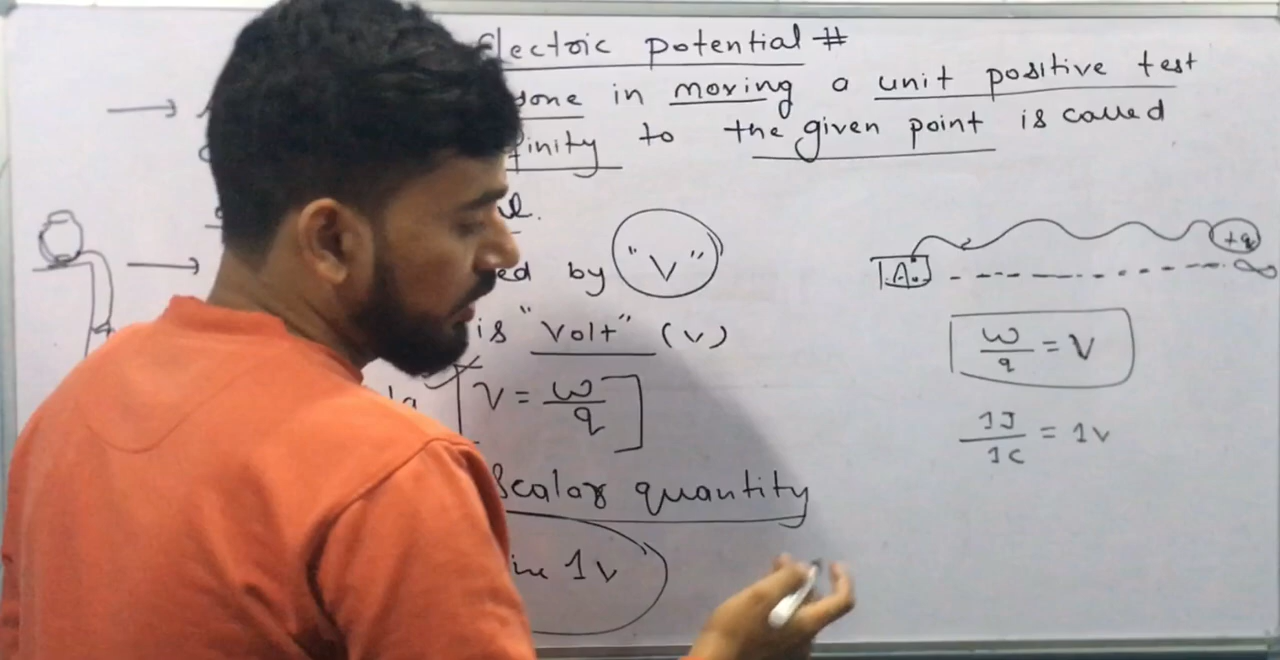 Electric potential #
done in moving a unit positive test
finity to the given point is called
ed by "V"
is "Volt" (V)
V = W/q
Scalar quantity
ine 1V
+q
T.A.
∞
W/q = V
1J/1C = 1V